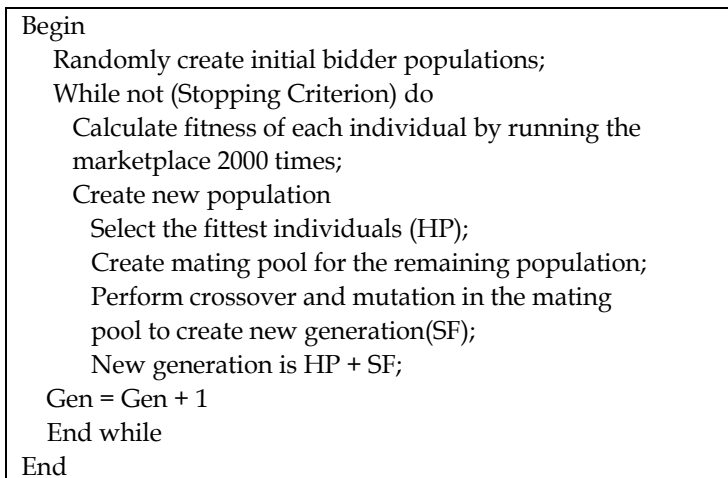 Begin
Randomly create initial bidder populations;
While not (Stopping Criterion) do
Calculate fitness of each individual by running the
marketplace 2000 times;
Create new population
Select the fittest individuals (HP);
Create mating pool for the remaining population;
Perform crossover and mutation in the mating
pool to create new generation(SF);
New generation is HP + SF;
Gen = Gen + 1
End while
End